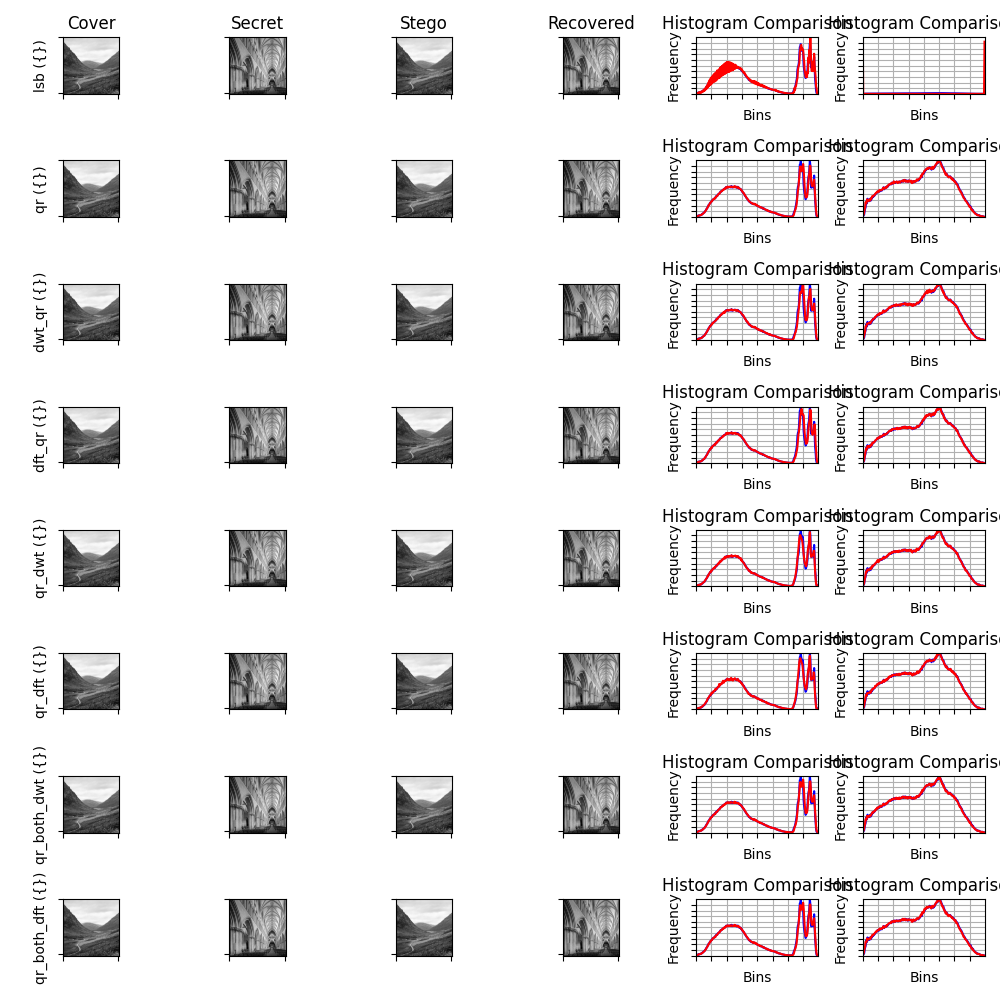 Cover Secret Stego Recovered Histogram Comparison Histogram Comparis
lsb ({}) Frequency Frequency
Bins Bins
Histogram Comparison Histogram Comparis
qr ({}) Frequency Frequency
Bins Bins
Histogram Comparison Histogram Comparis
dwt_qr ({}) Frequency Frequency
Bins Bins
Histogram Comparison Histogram Comparis
dft_qr ({}) Frequency Frequency
Bins Bins
Histogram Comparison Histogram Comparis
qr_dwt ({}) Frequency Frequency
Bins Bins
Histogram Comparison Histogram Comparis
qr_dft ({}) Frequency Frequency
Bins Bins
Histogram Comparison Histogram Comparis
qr_both_dwt ({}) Frequency Frequency
Bins Bins
Histogram Comparison Histogram Comparis
qr_both_dft ({}) Frequency Frequency
Bins Bins